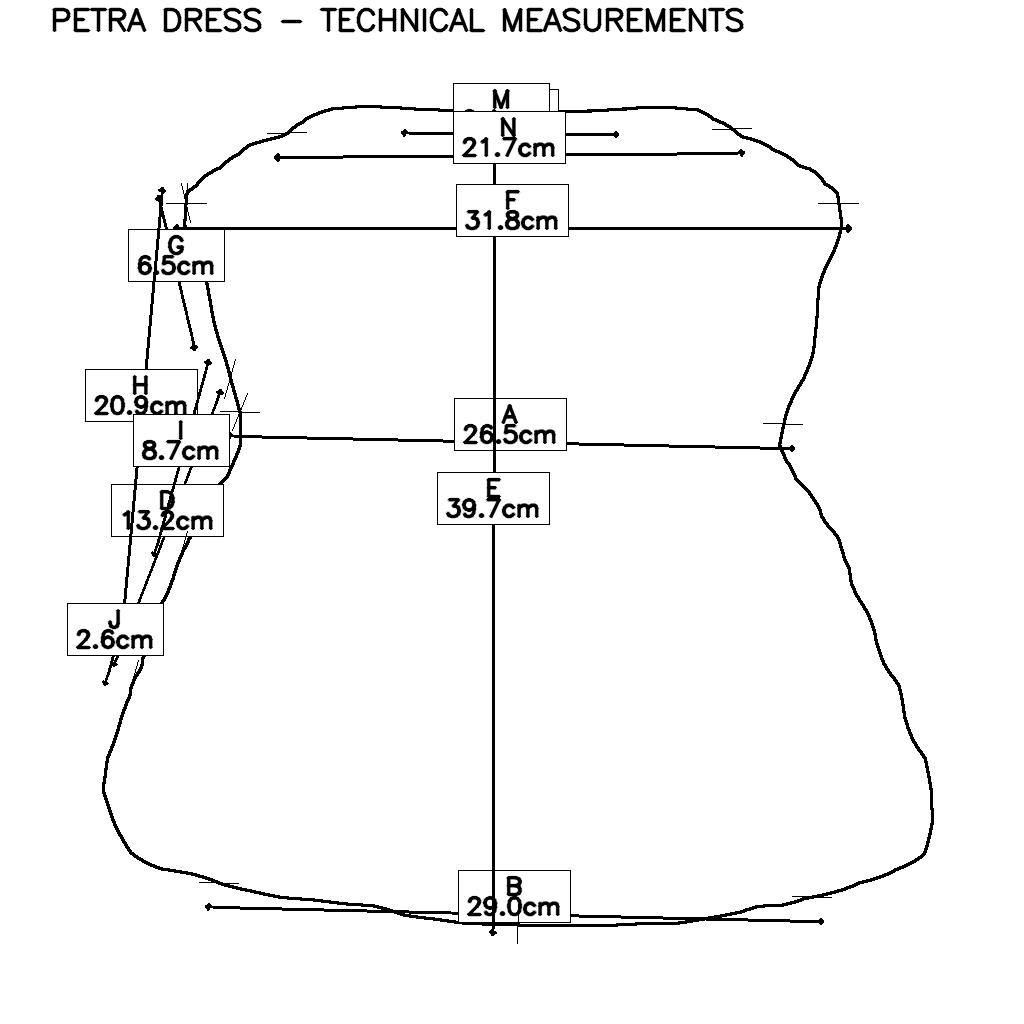 PETRA DRESS – TECHNICAL MEASUREMENTS
M
N
21.7cm
F
31.8cm
G
6.5cm
H
20.9cm
A
26.5cm
I
8.7cm
E
39.7cm
D
13.2cm
J
2.6cm
B
29.0cm